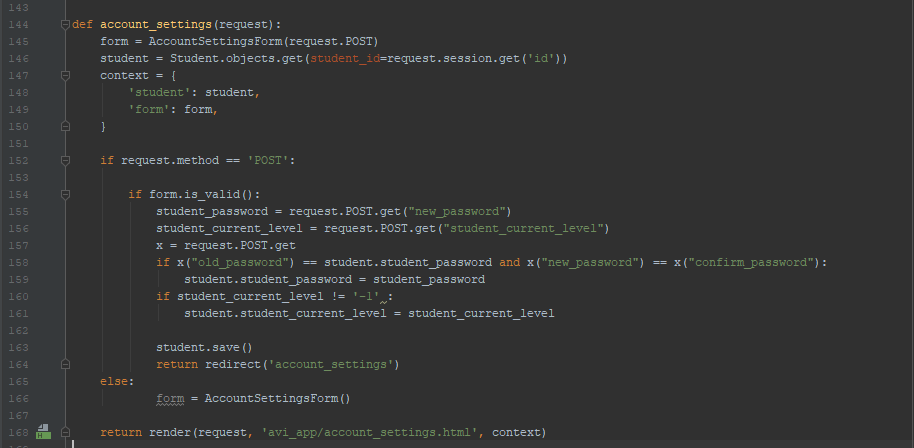 143
144 def account_settings(request):
145     form = AccountSettingsForm(request.POST)
146     student = Student.objects.get(student_id=request.session.get('id'))
147     context = {
148         'student': student,
149         'form': form,
150     }
151
152     if request.method == 'POST':
153
154         if form.is_valid():
155             student_password = request.POST.get("new_password")
156             student_current_level = request.POST.get("student_current_level")
157             x = request.POST.get
158             if x("old_password") == student.student_password and x("new_password") == x("confirm_password"):
159                 student.student_password = student_password
160             if student_current_level != '-1' :
161                 student.student_current_level = student_current_level
162
163             student.save()
164             return redirect('account_settings')
165     else:
166             form = AccountSettingsForm()
167
168     return render(request, 'avi_app/account_settings.html', context)